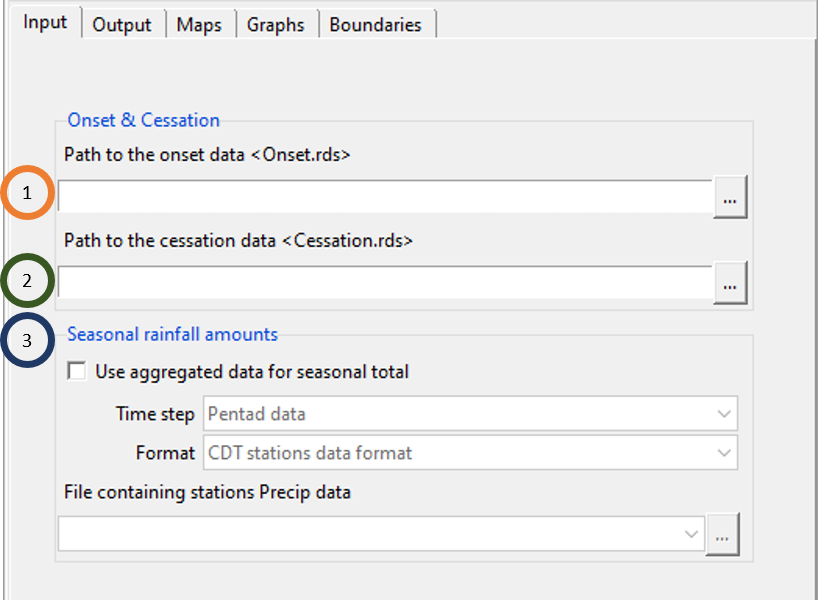 Input Output Maps Graphs Boundaries
Onset & Cessation
Path to the onset data <Onset.rds>
1 ...
Path to the cessation data <Cessation.rds>
2 ...
3 Seasonal rainfall amounts
Use aggregated data for seasonal total
Time step Pentad data
Format CDT stations data format
File containing stations Precip data
...